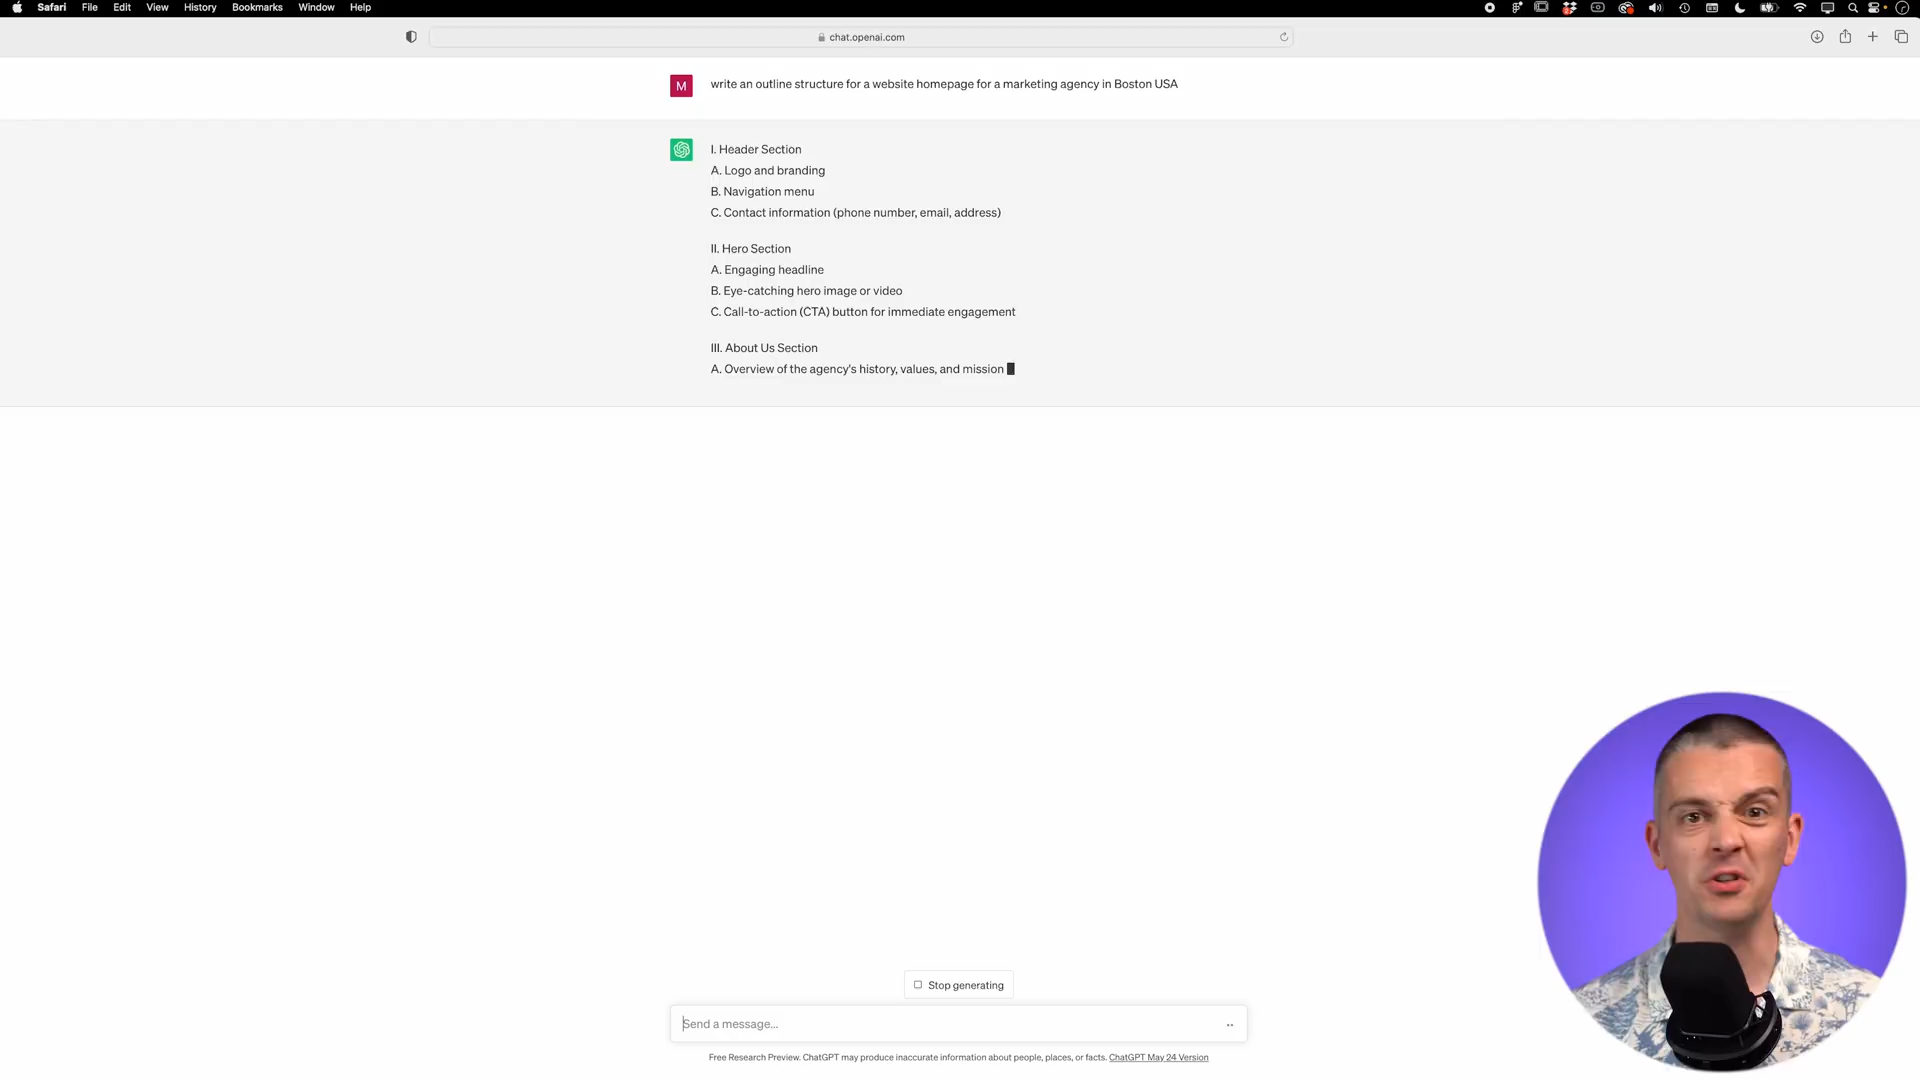 Safari File Edit View History Bookmarks Window Help
chat.openai.com
M write an outline structure for a website homepage for a marketing agency in Boston USA
I. Header Section
A. Logo and branding
B. Navigation menu
C. Contact information (phone number, email, address)
II. Hero Section
A. Engaging headline
B. Eye-catching hero image or video
C. Call-to-action (CTA) button for immediate engagement
III. About Us Section
A. Overview of the agency's history, values, and mission
Stop generating
Send a message...
Free Research Preview. ChatGPT may produce inaccurate information about people, places, or facts. ChatGPT May 24 Version